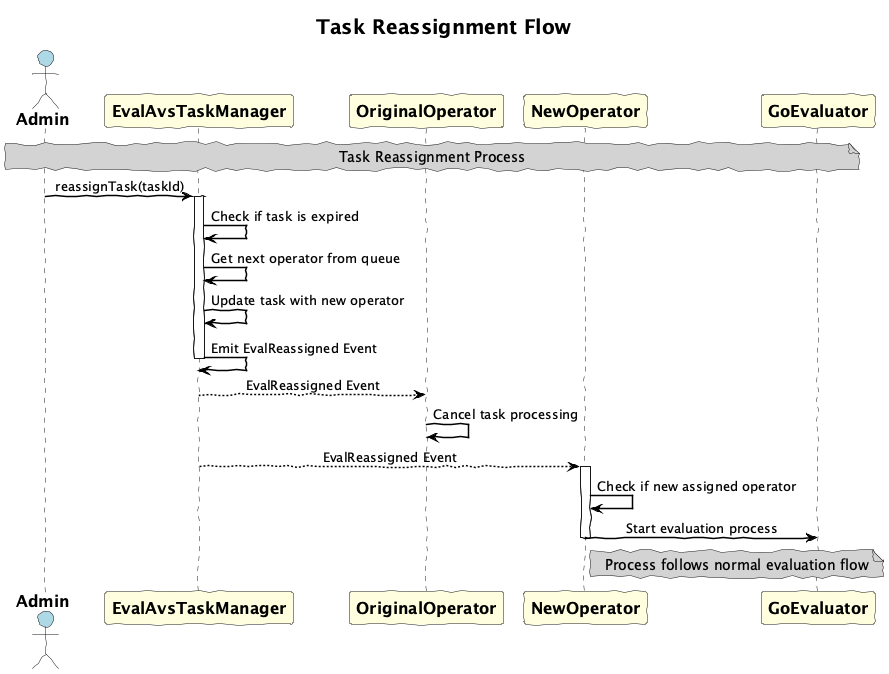 Task Reassignment Flow
Admin
EvalAvsTaskManager
OriginalOperator
NewOperator
GoEvaluator
Task Reassignment Process
reassignTask(taskId)
Check if task is expired
Get next operator from queue
Update task with new operator
Emit EvalReassigned Event
EvalReassigned Event
Cancel task processing
EvalReassigned Event
Check if new assigned operator
Start evaluation process
Process follows normal evaluation flow
Admin
EvalAvsTaskManager
OriginalOperator
NewOperator
GoEvaluator